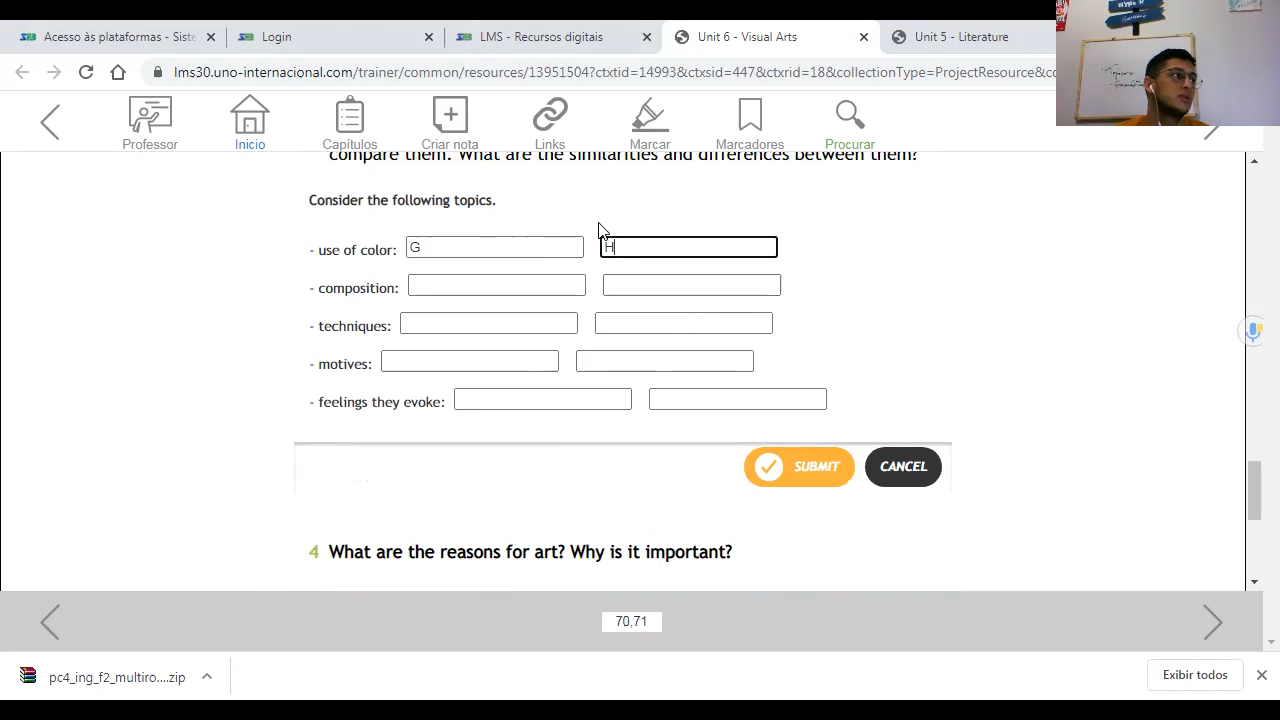 Acesso às plataformas - Siste
Login
LMS - Recursos digitais
Unit 6 - Visual Arts
Unit 5 - Literature
lms30.uno-internacional.com/trainer/common/resources/13951504?ctxtid=14993&ctxsid=447&ctxrid=18&collectionType=ProjectResource&co
Professor
Inicio
Capítulos
Criar nota
Links
Marcar
Marcadores
Procurar
compare them. What are the similarities and differences between them?
Consider the following topics.
- use of color: G H
- composition:
- techniques:
- motives:
- feelings they evoke:
SUBMIT CANCEL
4 What are the reasons for art? Why is it important?
70,71
pc4_ing_f2_multiro....zip
Exibir todos